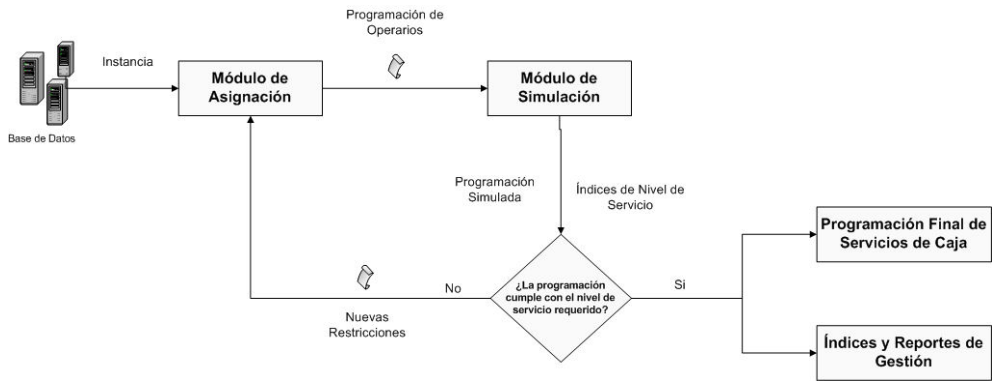 Programación de
Operarios
Instancia
Módulo de
Asignación
Módulo de
Simulación
Base de Datos
Programación
Simulada
Índices de Nivel de
Servicio
Programación Final de
Servicios de Caja
¿La programación
cumple con el nivel de
servicio requerido?
No
Si
Nuevas
Restricciones
Índices y Reportes de
Gestión